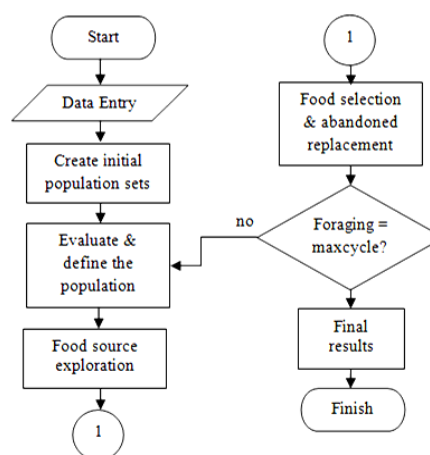 Start
Data Entry
Create initial
population sets
Evaluate &
define the
population
Food source
exploration
1
1
Food selection
& abandoned
replacement
Foraging =
maxcycle?
no
Final
results
Finish